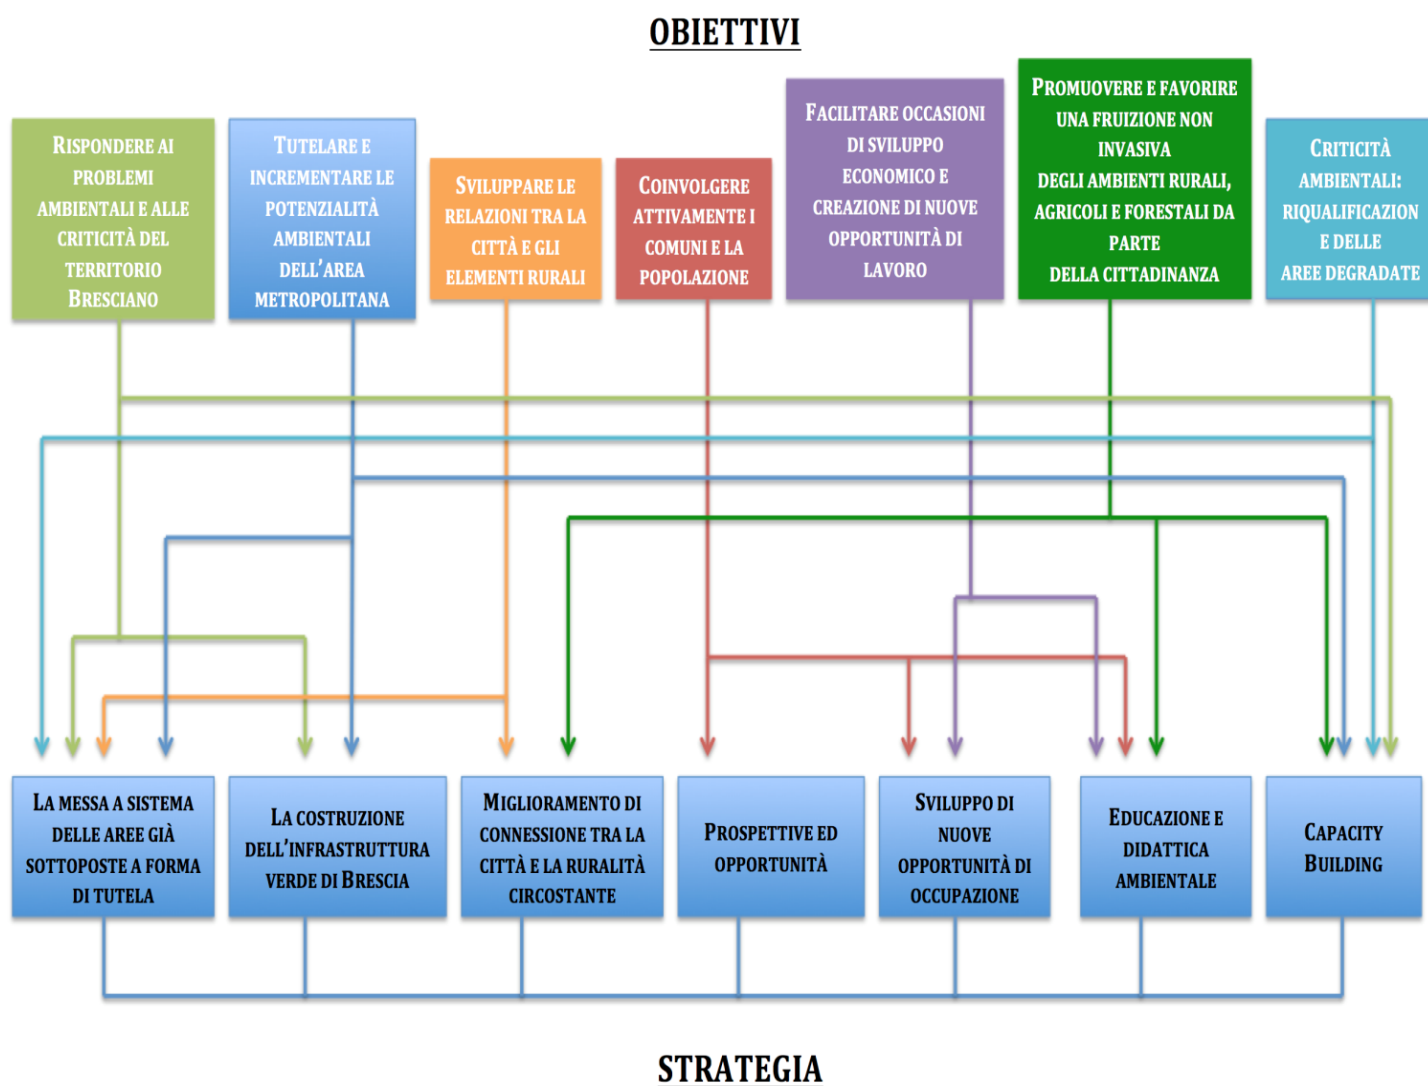 OBIETTIVI
RISPONDERE AI
PROBLEMI
AMBIENTALI E ALLE
CRITICITÀ DEL
TERRITORIO
BRESCIANO
TUTELARE E
INCREMENTARE LE
POTENZIALITÀ
AMBIENTALI
DELL'AREA
METROPOLITANA
SVILUPPARE LE
RELAZIONI TRA LA
CITTÀ E GLI
ELEMENTI RURALI
COINVOLGERE
ATTIVAMENTE I
COMUNI E LA
POPOLAZIONE
FACILITARE OCCASIONI
DI SVILUPPO
ECONOMICO E
CREAZIONE DI NUOVE
OPPORTUNITÀ DI
LAVORO
PROMUOVERE E FAVORIRE
UNA FRUIZIONE NON
INVASIVA
DEGLI AMBIENTI RURALI,
AGRICOLI E FORESTALI DA
PARTE
DELLA CITTADINANZA
CRITICITÀ
AMBIENTALI:
RIQUALIFICAZION
E DELLE
AREE DEGRADATE
LA MESSA A SISTEMA
DELLE AREE GIÀ
SOTTOPOSTE A FORMA
DI TUTELA
LA COSTRUZIONE
DELL'INFRASTRUTTURA
VERDE DI BRESCIA
MIGLIORAMENTO DI
CONNESSIONE TRA LA
CITTÀ E LA RURALITÀ
CIRCOSTANTE
PROSPETTIVE ED
OPPORTUNITÀ
SVILUPPO DI
NUOVE
OPPORTUNITÀ DI
OCCUPAZIONE
EDUCAZIONE E
DIDATTICA
AMBIENTALE
CAPACITY
BUILDING
STRATEGIA